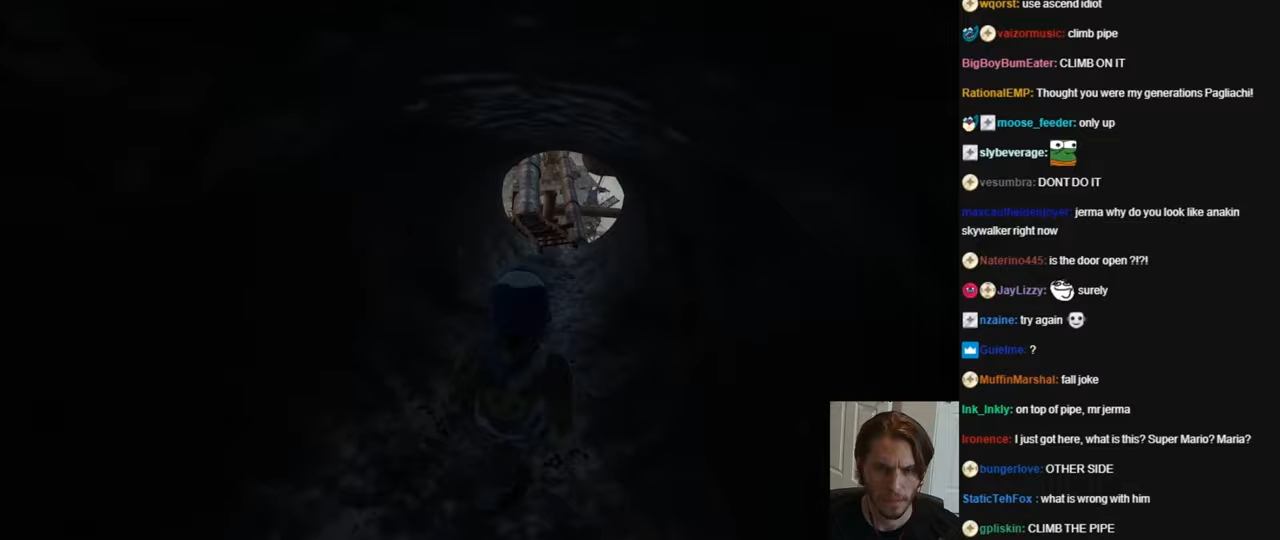 wqorst: use ascend idiot
vaizormusic: climb pipe
BigBoyBumEater: CLIMB ON IT
RationalEMP: Thought you were my generations Pagliachi!
moose_feeder: only up
slybeverage:
vesumbra: DONT DO IT
maxcaulfieldenjoyer: jerma why do you look like anakin
skywalker right now
Naterino445: is the door open ?!?!
JayLizzy: surely
nzaine: try again
Guielme: ?
MuffinMarshal: fall joke
Ink_Inkly: on top of pipe, mr jerma
Ironence: I just got here, what is this? Super Mario? Maria?
bungerlove: OTHER SIDE
StaticTehFox : what is wrong with him
gpliskin: CLIMB THE PIPE